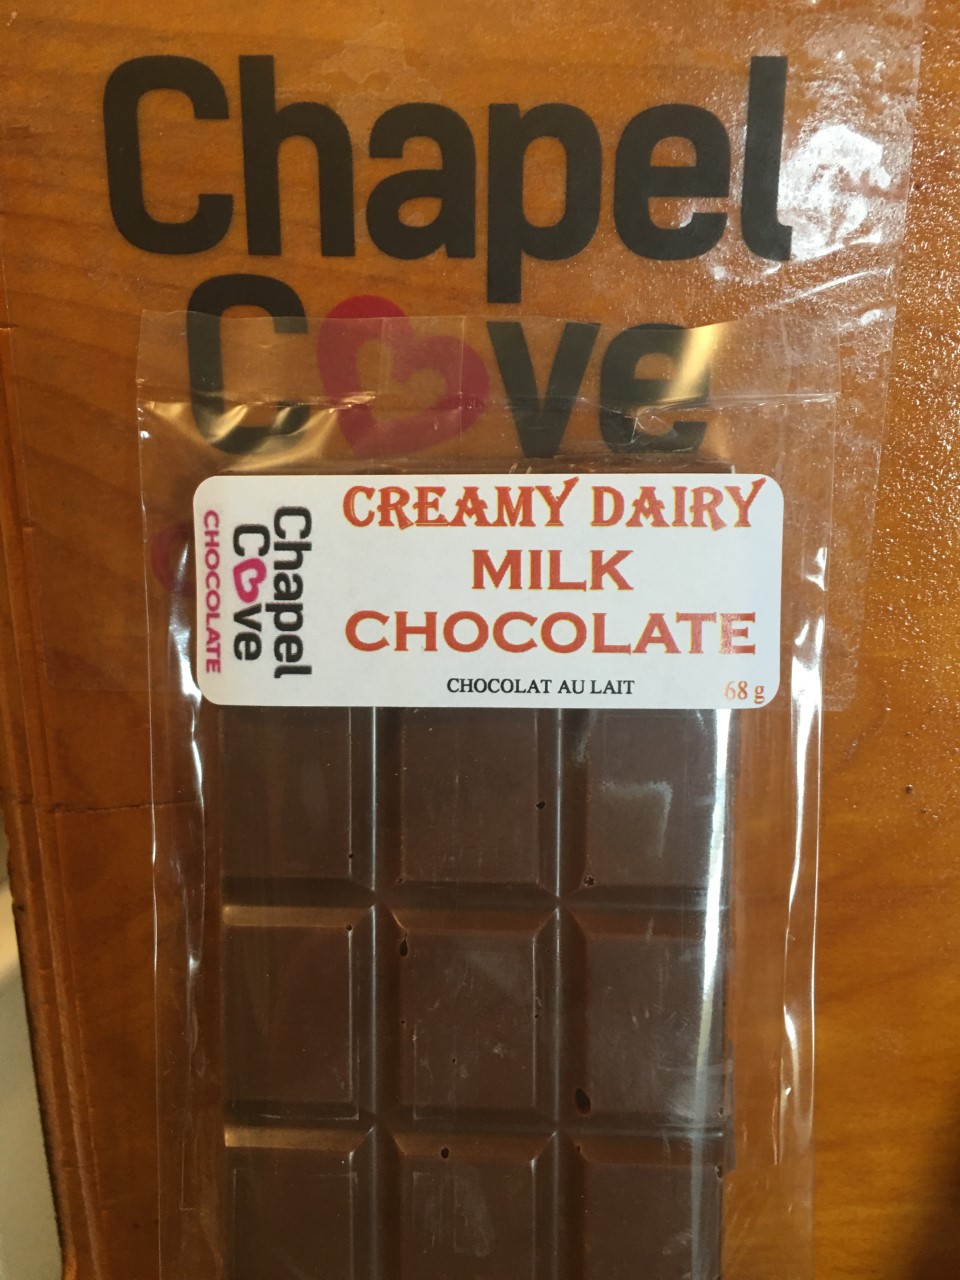 Chapel
Cove
CREAMY DAIRY
MILK
CHOCOLATE
CHOCOLAT AU LAIT
68 g
Chapel
Cove
CHOCOLATE